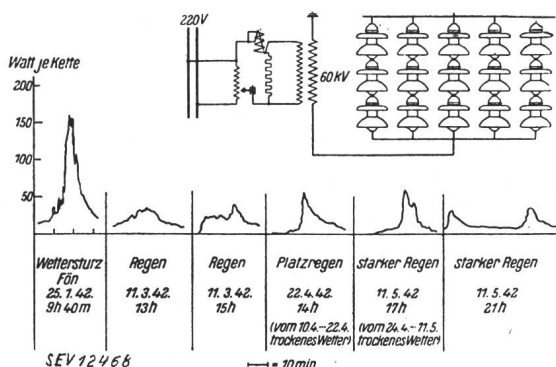 220V
Watt je Kette
60 kV
200
150
100
50
Wettersturz
Fön
25.1.42.
9h 40m
Regen
11.3.42.
13h
Regen
11.3.42.
15h
Platzregen
22.4.42.
14h
(vom 10.4.-22.4.
trockenes Wetter)
starker Regen
11.5.42
17h
(vom 24.4.-11.5.
trockenes Wetter)
starker Regen
11.5.42
21h
SEV 12468
= 10 min